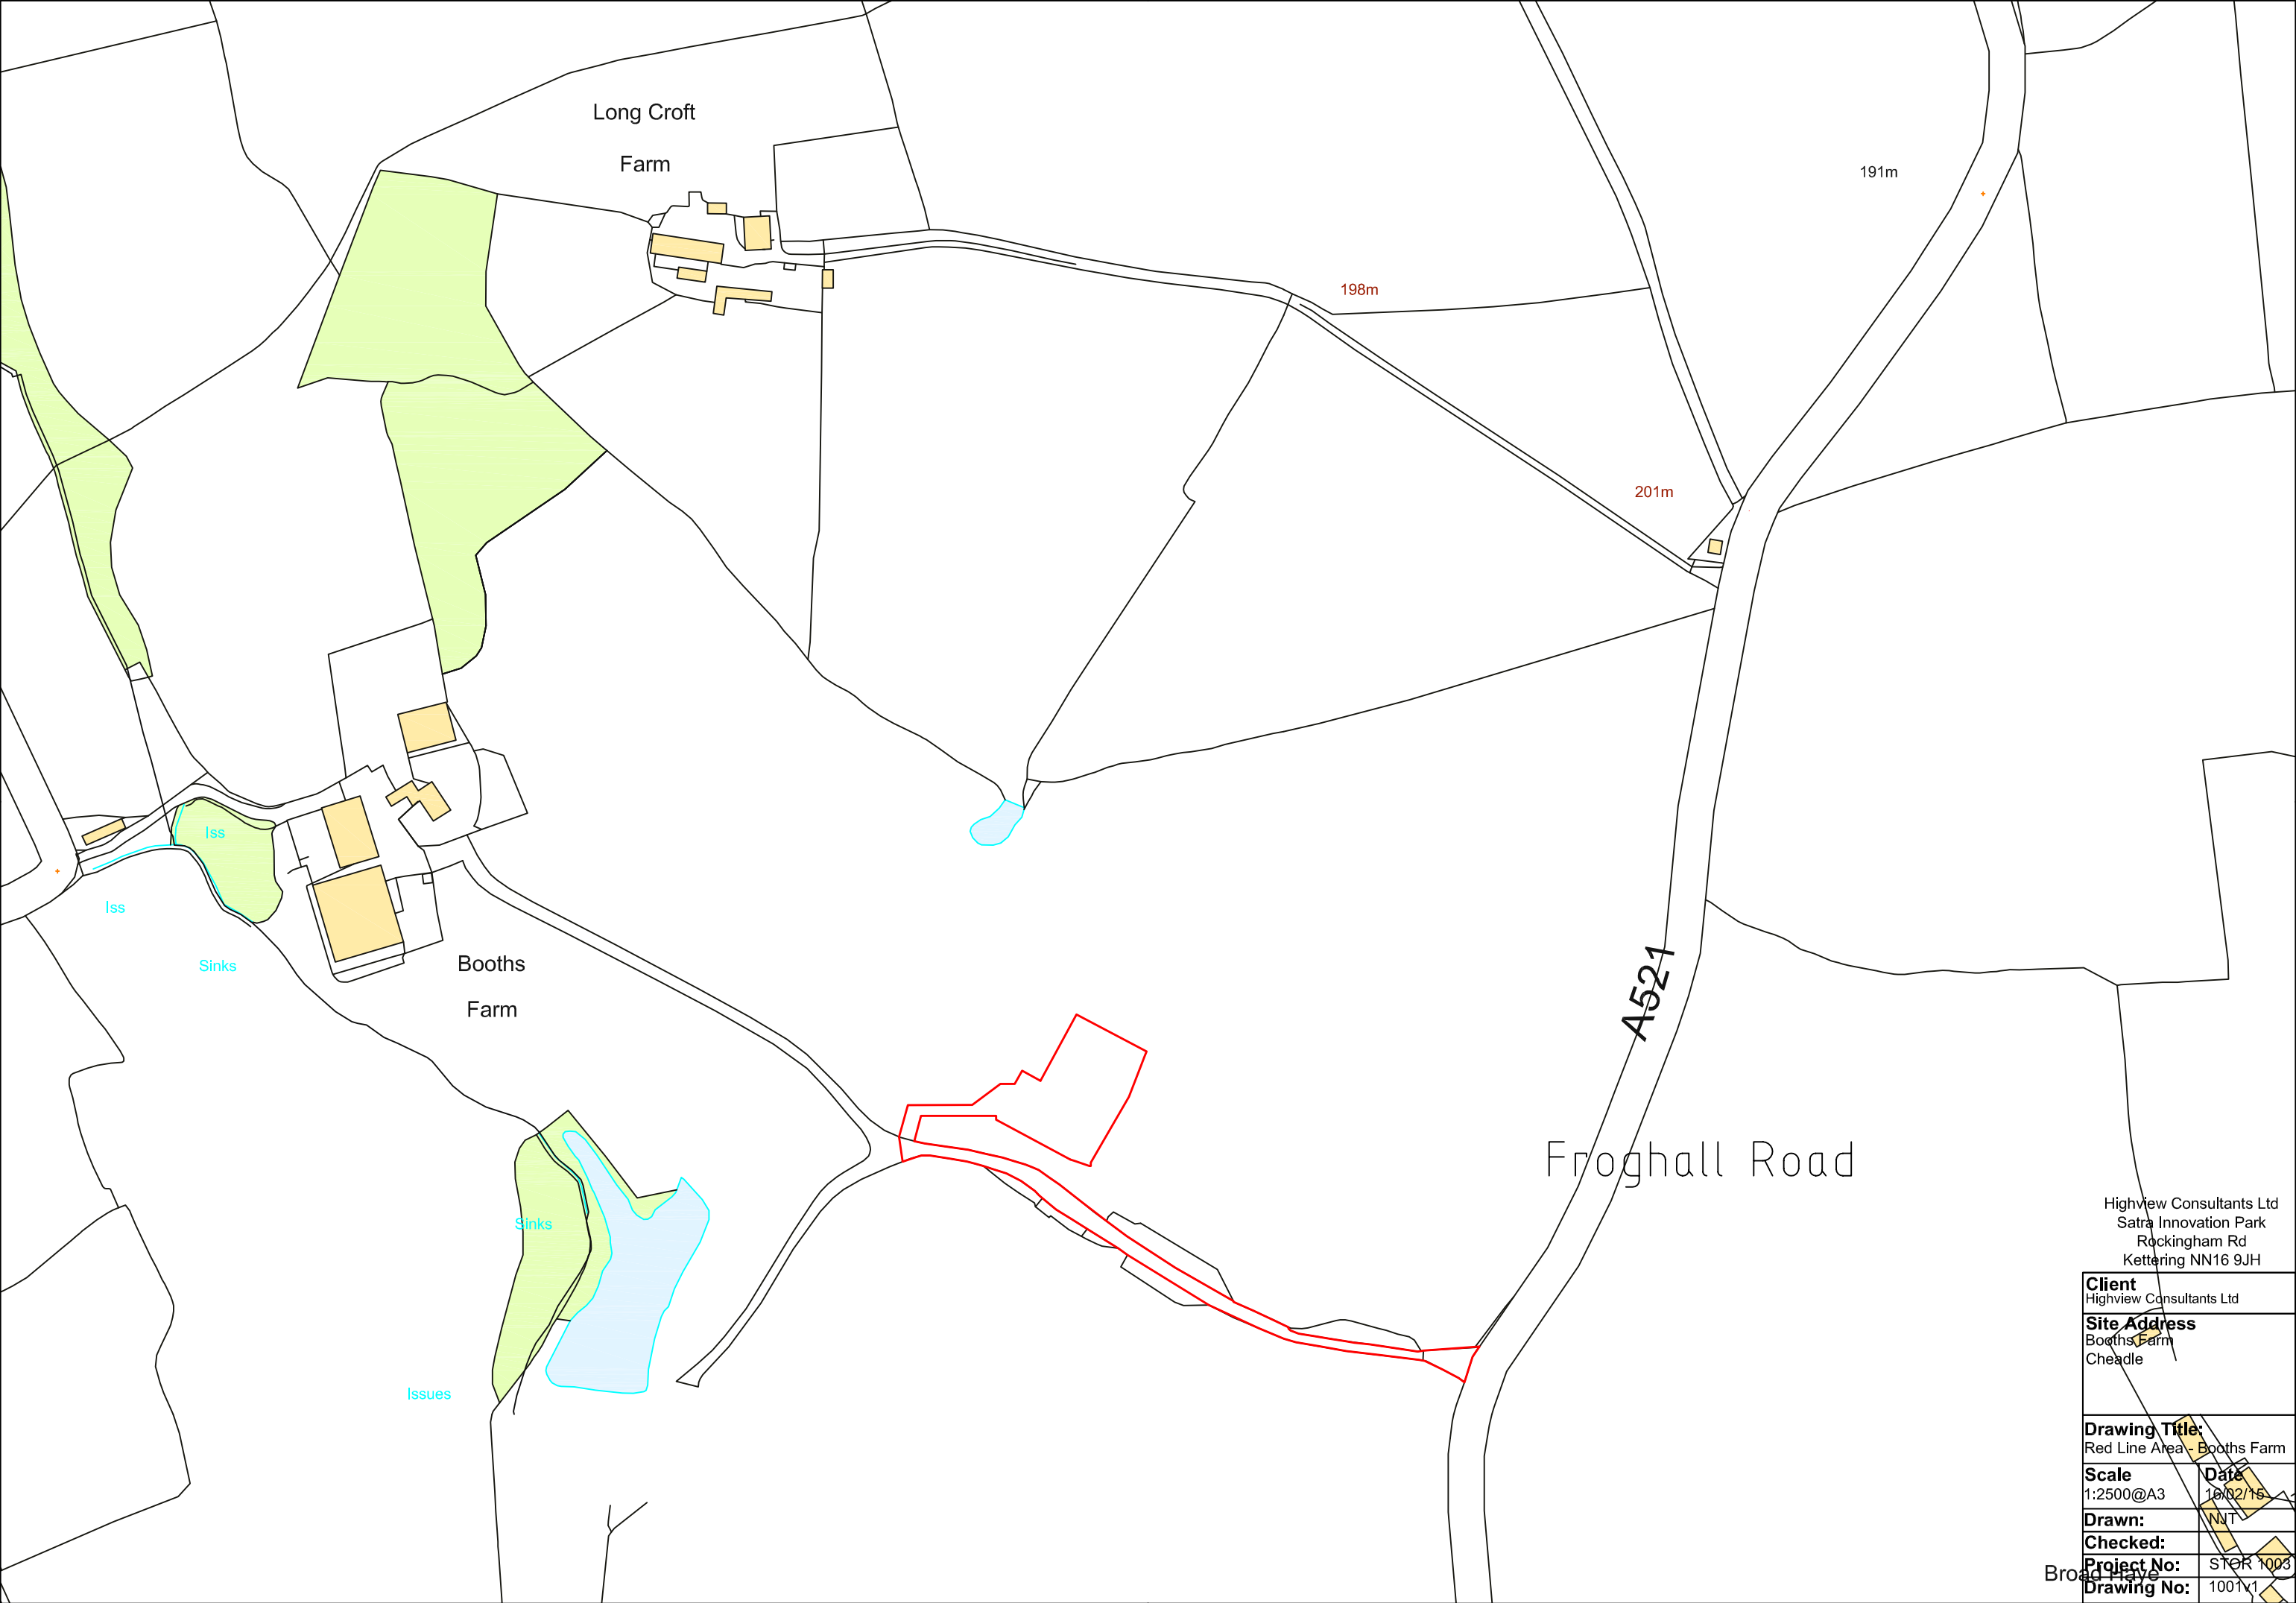 Long Croft
Farm
191m
198m
201m
Iss
Iss
Sinks
Booths
Farm
A521
Froghall Road
Sinks
Issues
Highview Consultants Ltd
Satra Innovation Park
Rockingham Rd
Kettering NN16 9JH
Client
Highview Consultants Ltd
Site Address
Booths Farm
Cheadle
Drawing Title:
Red Line Area - Booths Farm
Scale Date
1:2500@A3 16/02/15
Drawn: NJT
Checked:
Project No: STOR 1003
Broad Haye
Drawing No: 1001v1